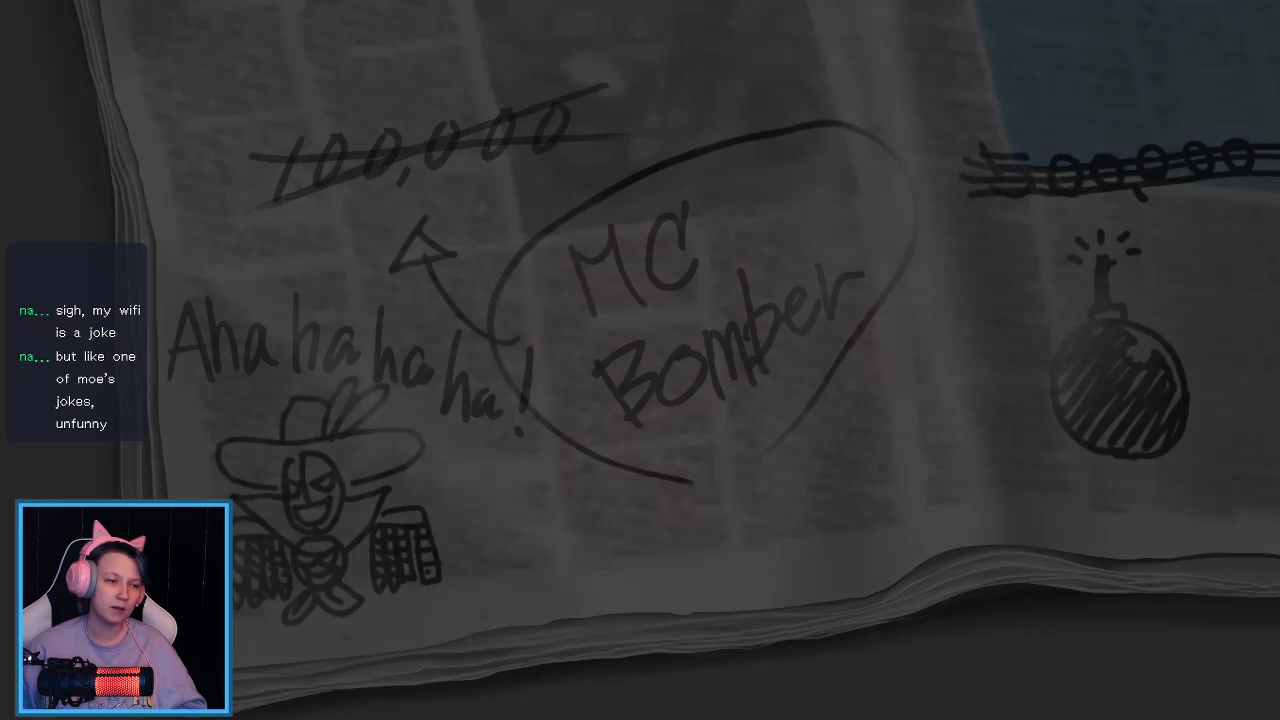 100,000
500,000
MC
Bomber
Ahahahaha!
na... sigh, my wifi
is a joke
na... but like one
of moe's
jokes,
unfunny